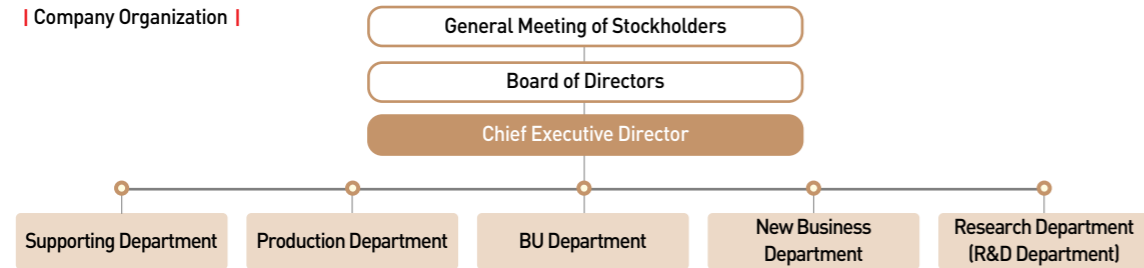 | Company Organization |
General Meeting of Stockholders
Board of Directors
Chief Executive Director
Supporting Department
Production Department
BU Department
New Business
Department
Research Department
(R&D Department)